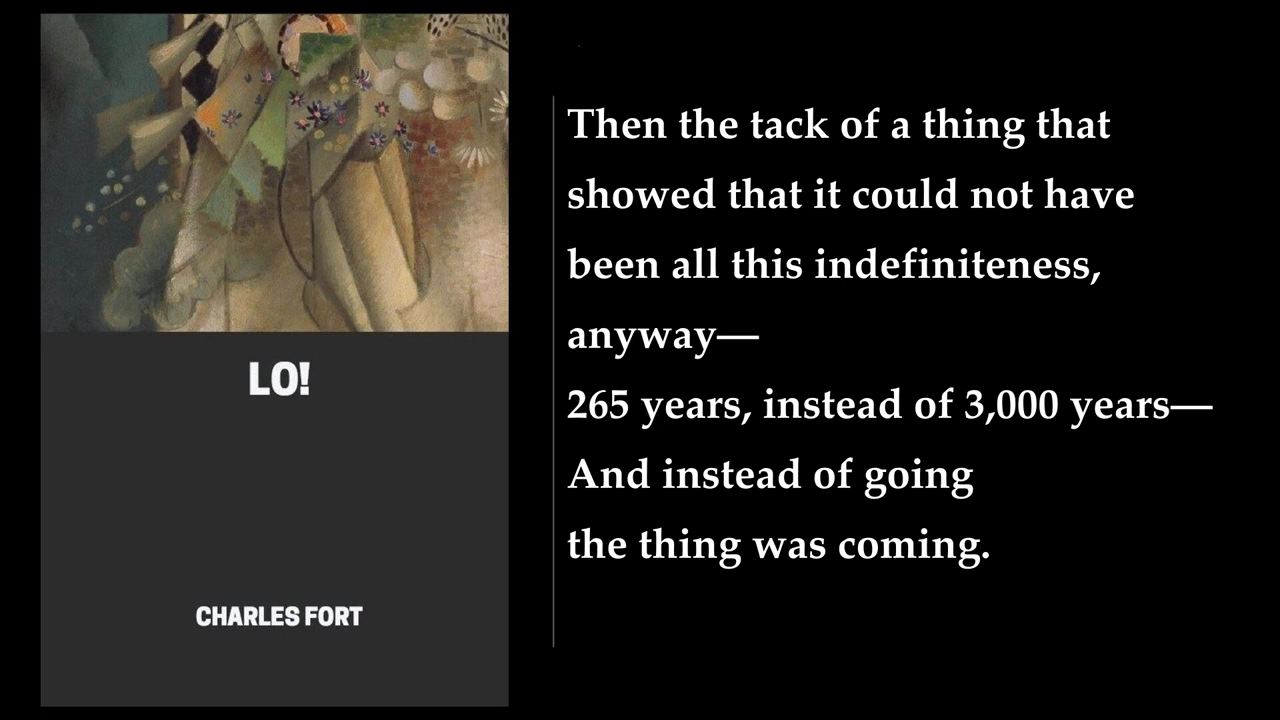 LO!
CHARLES FORT
Then the tack of a thing that
showed that it could not have
been all this indefiniteness,
anyway—
265 years, instead of 3,000 years—
And instead of going
the thing was coming.